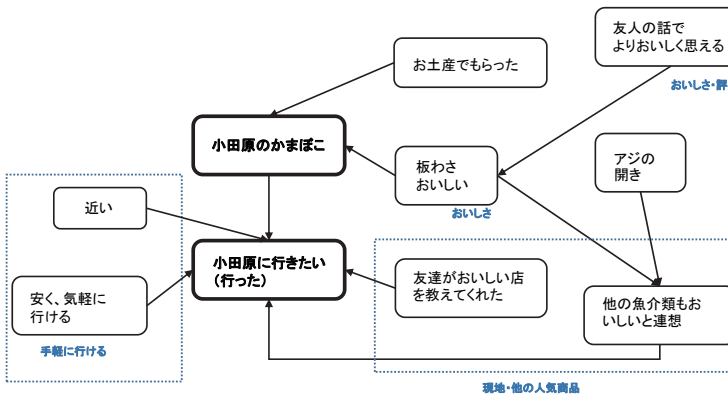 友人の話で
よりおいしく思える
お土産でもらった
おいしさ・評
小田原のかまぼこ
板わさ
おいしい
アジの
開き
おいしさ
近い
小田原に行きたい
(行った)
友達がおいしい店
を教えてくれた
安く、気軽に
行ける
他の魚介類もお
いしいと連想
手軽に行ける
現地・他の人気商品